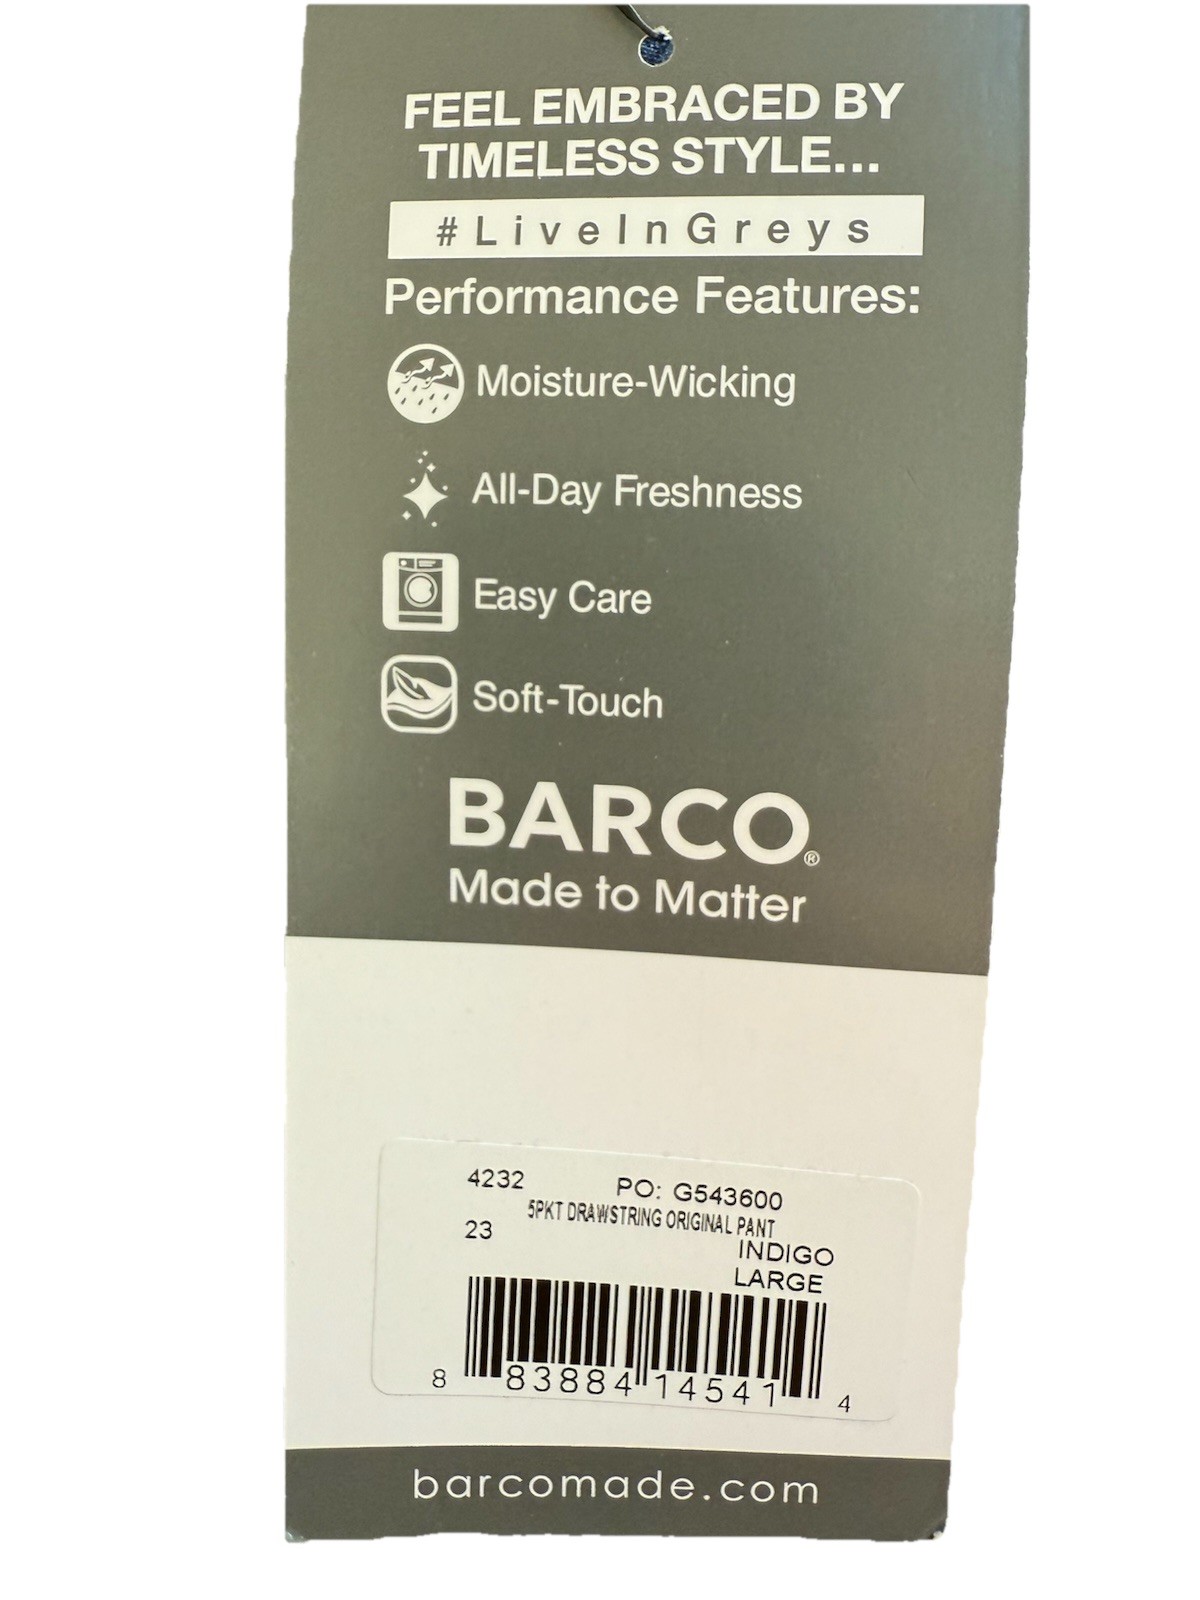 FEEL EMBRACED BY
TIMELESS STYLE...
#LiveInGreys
Performance Features:
Moisture-Wicking
All-Day Freshness
Easy Care
Soft-Touch
BARCO®
Made to Matter
4232 PO: G543600
5PKT DRAWSTRING ORIGINAL PANT
23
INDIGO
LARGE
8 83884 14541 4
barcomade.com